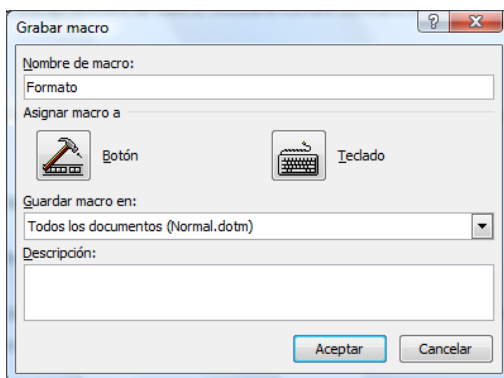 Grabar macro
Nombre de macro:
Formato
Asignar macro a
Botón
Teclado
Guardar macro en:
Todos los documentos (Normal.dotm)
Descripción:
Aceptar
Cancelar